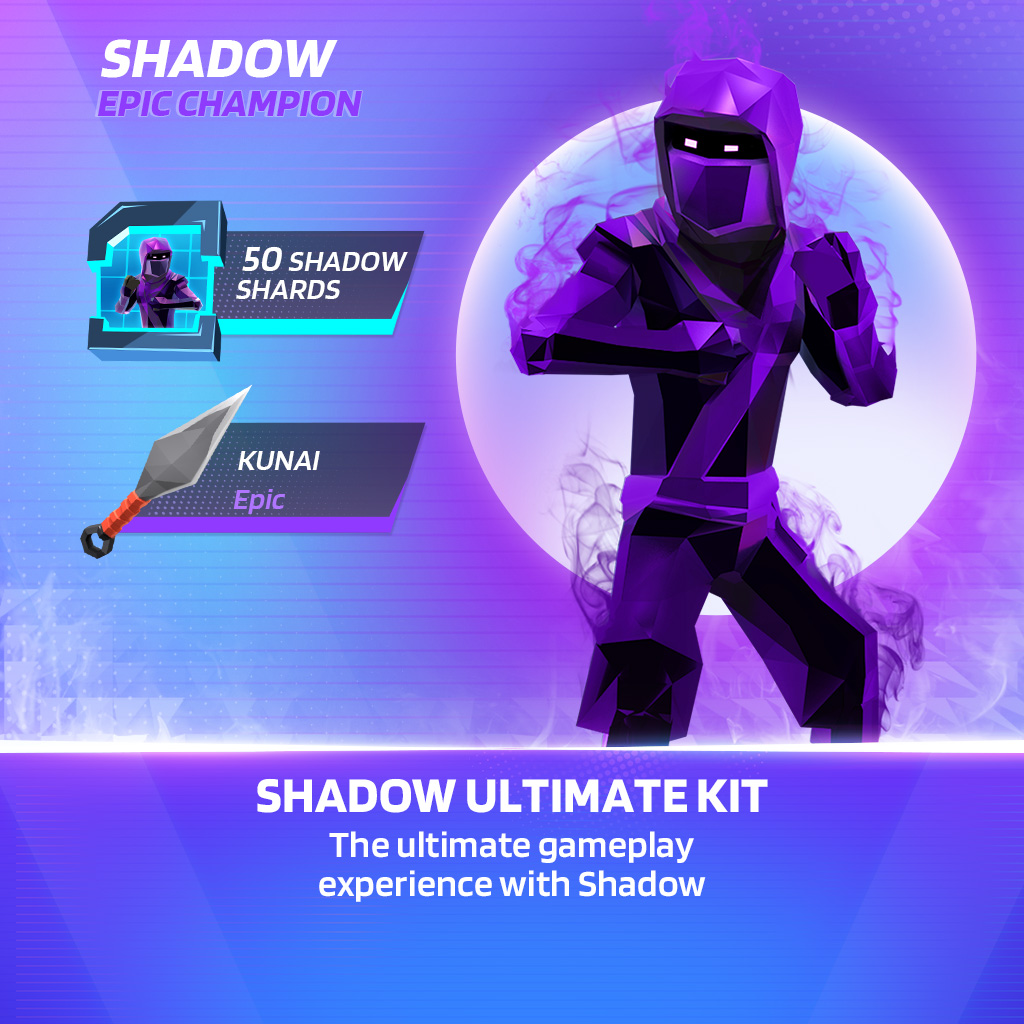 SHADOW
EPIC CHAMPION
50 SHADOW
SHARDS
KUNAI
Epic
SHADOW ULTIMATE KIT
The ultimate gameplay
experience with Shadow